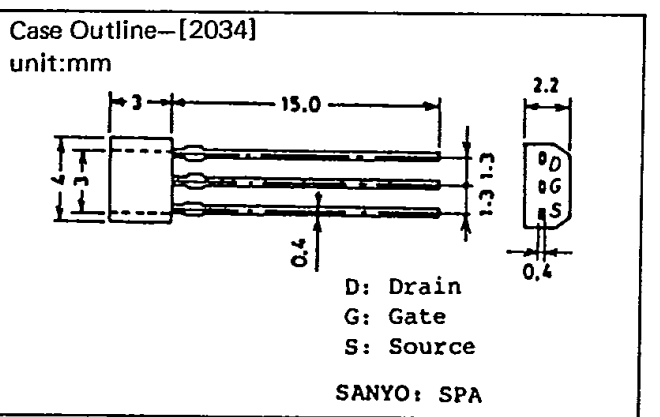 Case Outline–[2034]
unit:mm
3
15.0
2.2
4
3
1.3
1.3
0.4
D
G
S
0.4
D: Drain
G: Gate
S: Source
SANYO: SPA